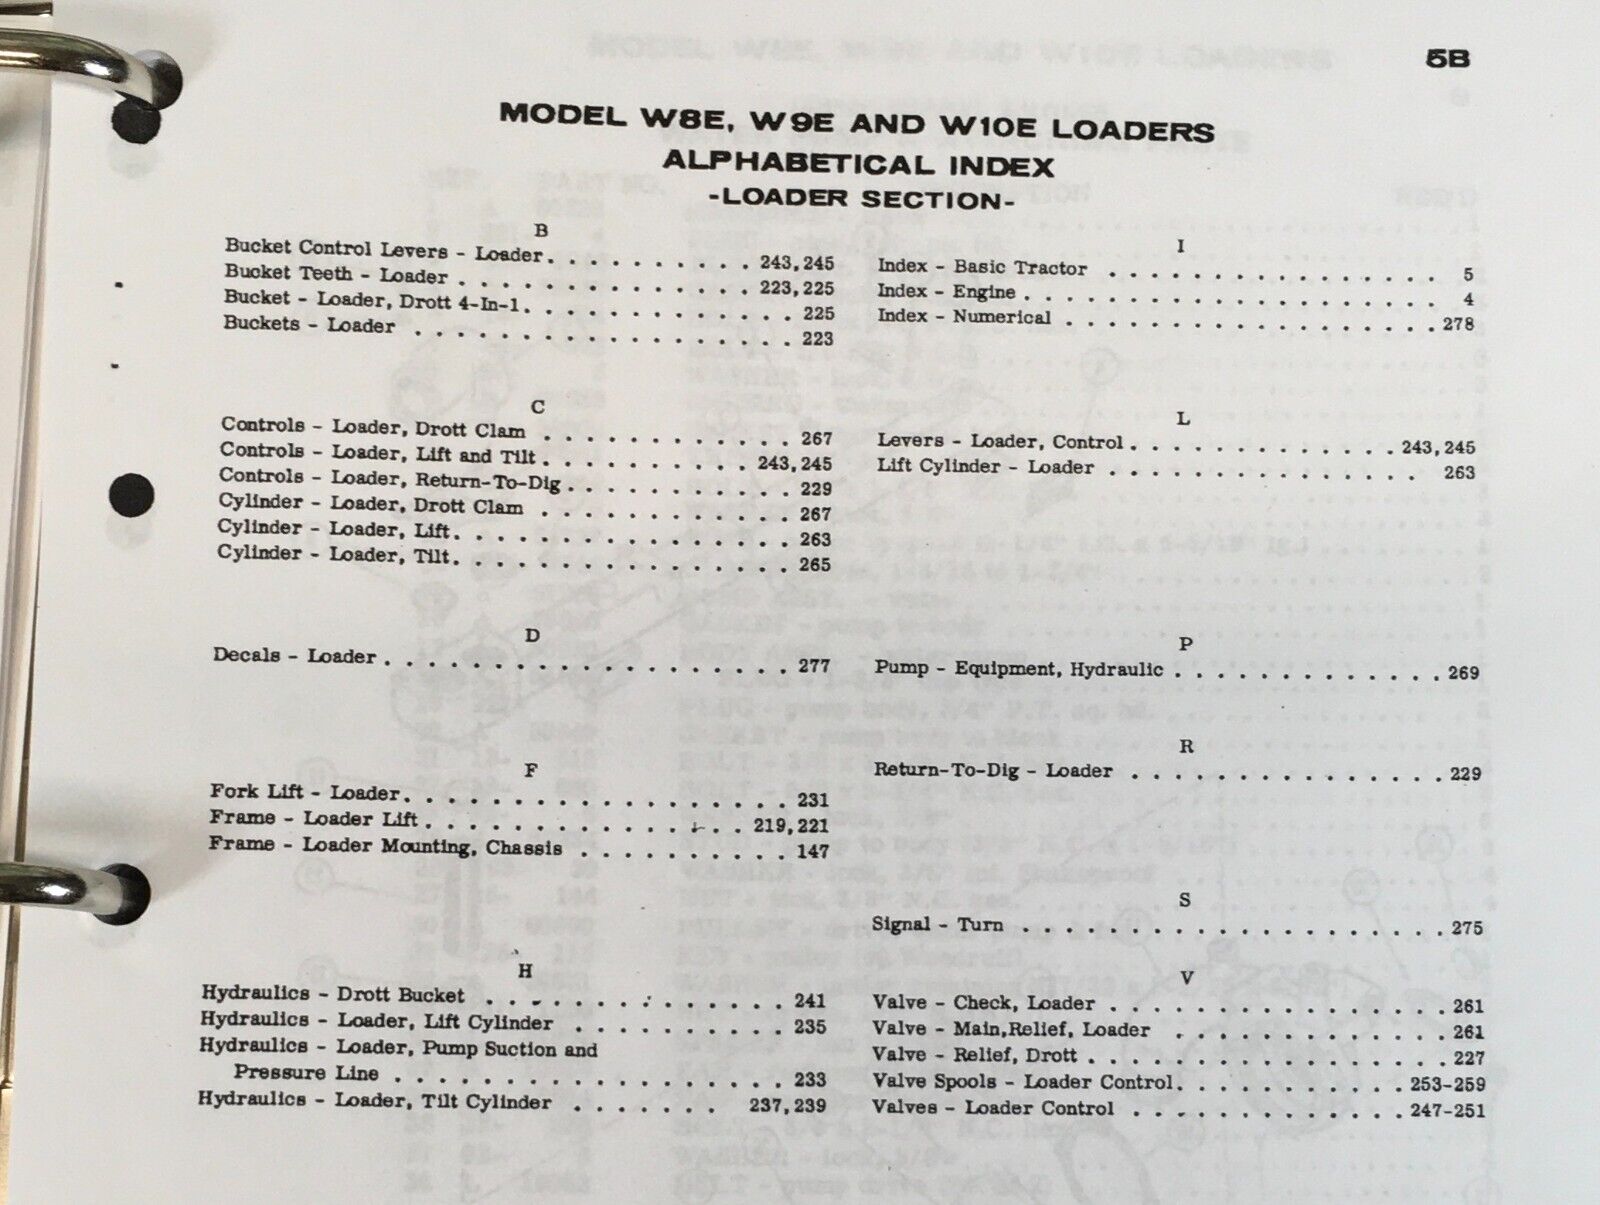 5B
MODEL W8E, W9E AND W10E LOADERS
ALPHABETICAL INDEX
-LOADER SECTION-
B
Bucket Control Levers - Loader . . . . . . . . . . 243,245
Bucket Teeth - Loader . . . . . . . . . . . . . . 223,225
Bucket - Loader, Drott 4-In-1 . . . . . . . . . . . . . 225
Buckets - Loader . . . . . . . . . . . . . . . . . 223
C
Controls - Loader, Drott Clam . . . . . . . . . . . . 267
Controls - Loader, Lift and Tilt . . . . . . . . . . 243,245
Controls - Loader, Return-To-Dig . . . . . . . . . . . 229
Cylinder - Loader, Drott Clam . . . . . . . . . . . . 267
Cylinder - Loader, Lift . . . . . . . . . . . . . . . 263
Cylinder - Loader, Tilt . . . . . . . . . . . . . . . 265
D
Decals - Loader . . . . . . . . . . . . . . . . . . 277
F
Fork Lift - Loader . . . . . . . . . . . . . . . . . 231
Frame - Loader Lift . . . . . . . . . . . . . . 219,221
Frame - Loader Mounting, Chassis . . . . . . . . . . 147
H
Hydraulics - Drott Bucket . . . . . . . . . . . . . 241
Hydraulics - Loader, Lift Cylinder . . . . . . . . . . 235
Hydraulics - Loader, Pump Suction and
Pressure Line . . . . . . . . . . . . . . . . . 233
Hydraulics - Loader, Tilt Cylinder . . . . . . . 237,239
I
Index - Basic Tractor . . . . . . . . . . . . . . . . 5
Index - Engine . . . . . . . . . . . . . . . . . . . 4
Index - Numerical . . . . . . . . . . . . . . . . . 278
L
Levers - Loader, Control . . . . . . . . . . . . 243,245
Lift Cylinder - Loader . . . . . . . . . . . . . . 263
P
Pump - Equipment, Hydraulic . . . . . . . . . . . . . 269
R
Return-To-Dig - Loader . . . . . . . . . . . . . . . 229
S
Signal - Turn . . . . . . . . . . . . . . . . . . . 275
V
Valve - Check, Loader . . . . . . . . . . . . . . . . 261
Valve - Main,Relief, Loader . . . . . . . . . . . . . 261
Valve - Relief, Drott . . . . . . . . . . . . . . . . 227
Valve Spools - Loader Control . . . . . . . . . . 253-259
Valves - Loader Control . . . . . . . . . . . . 247-251